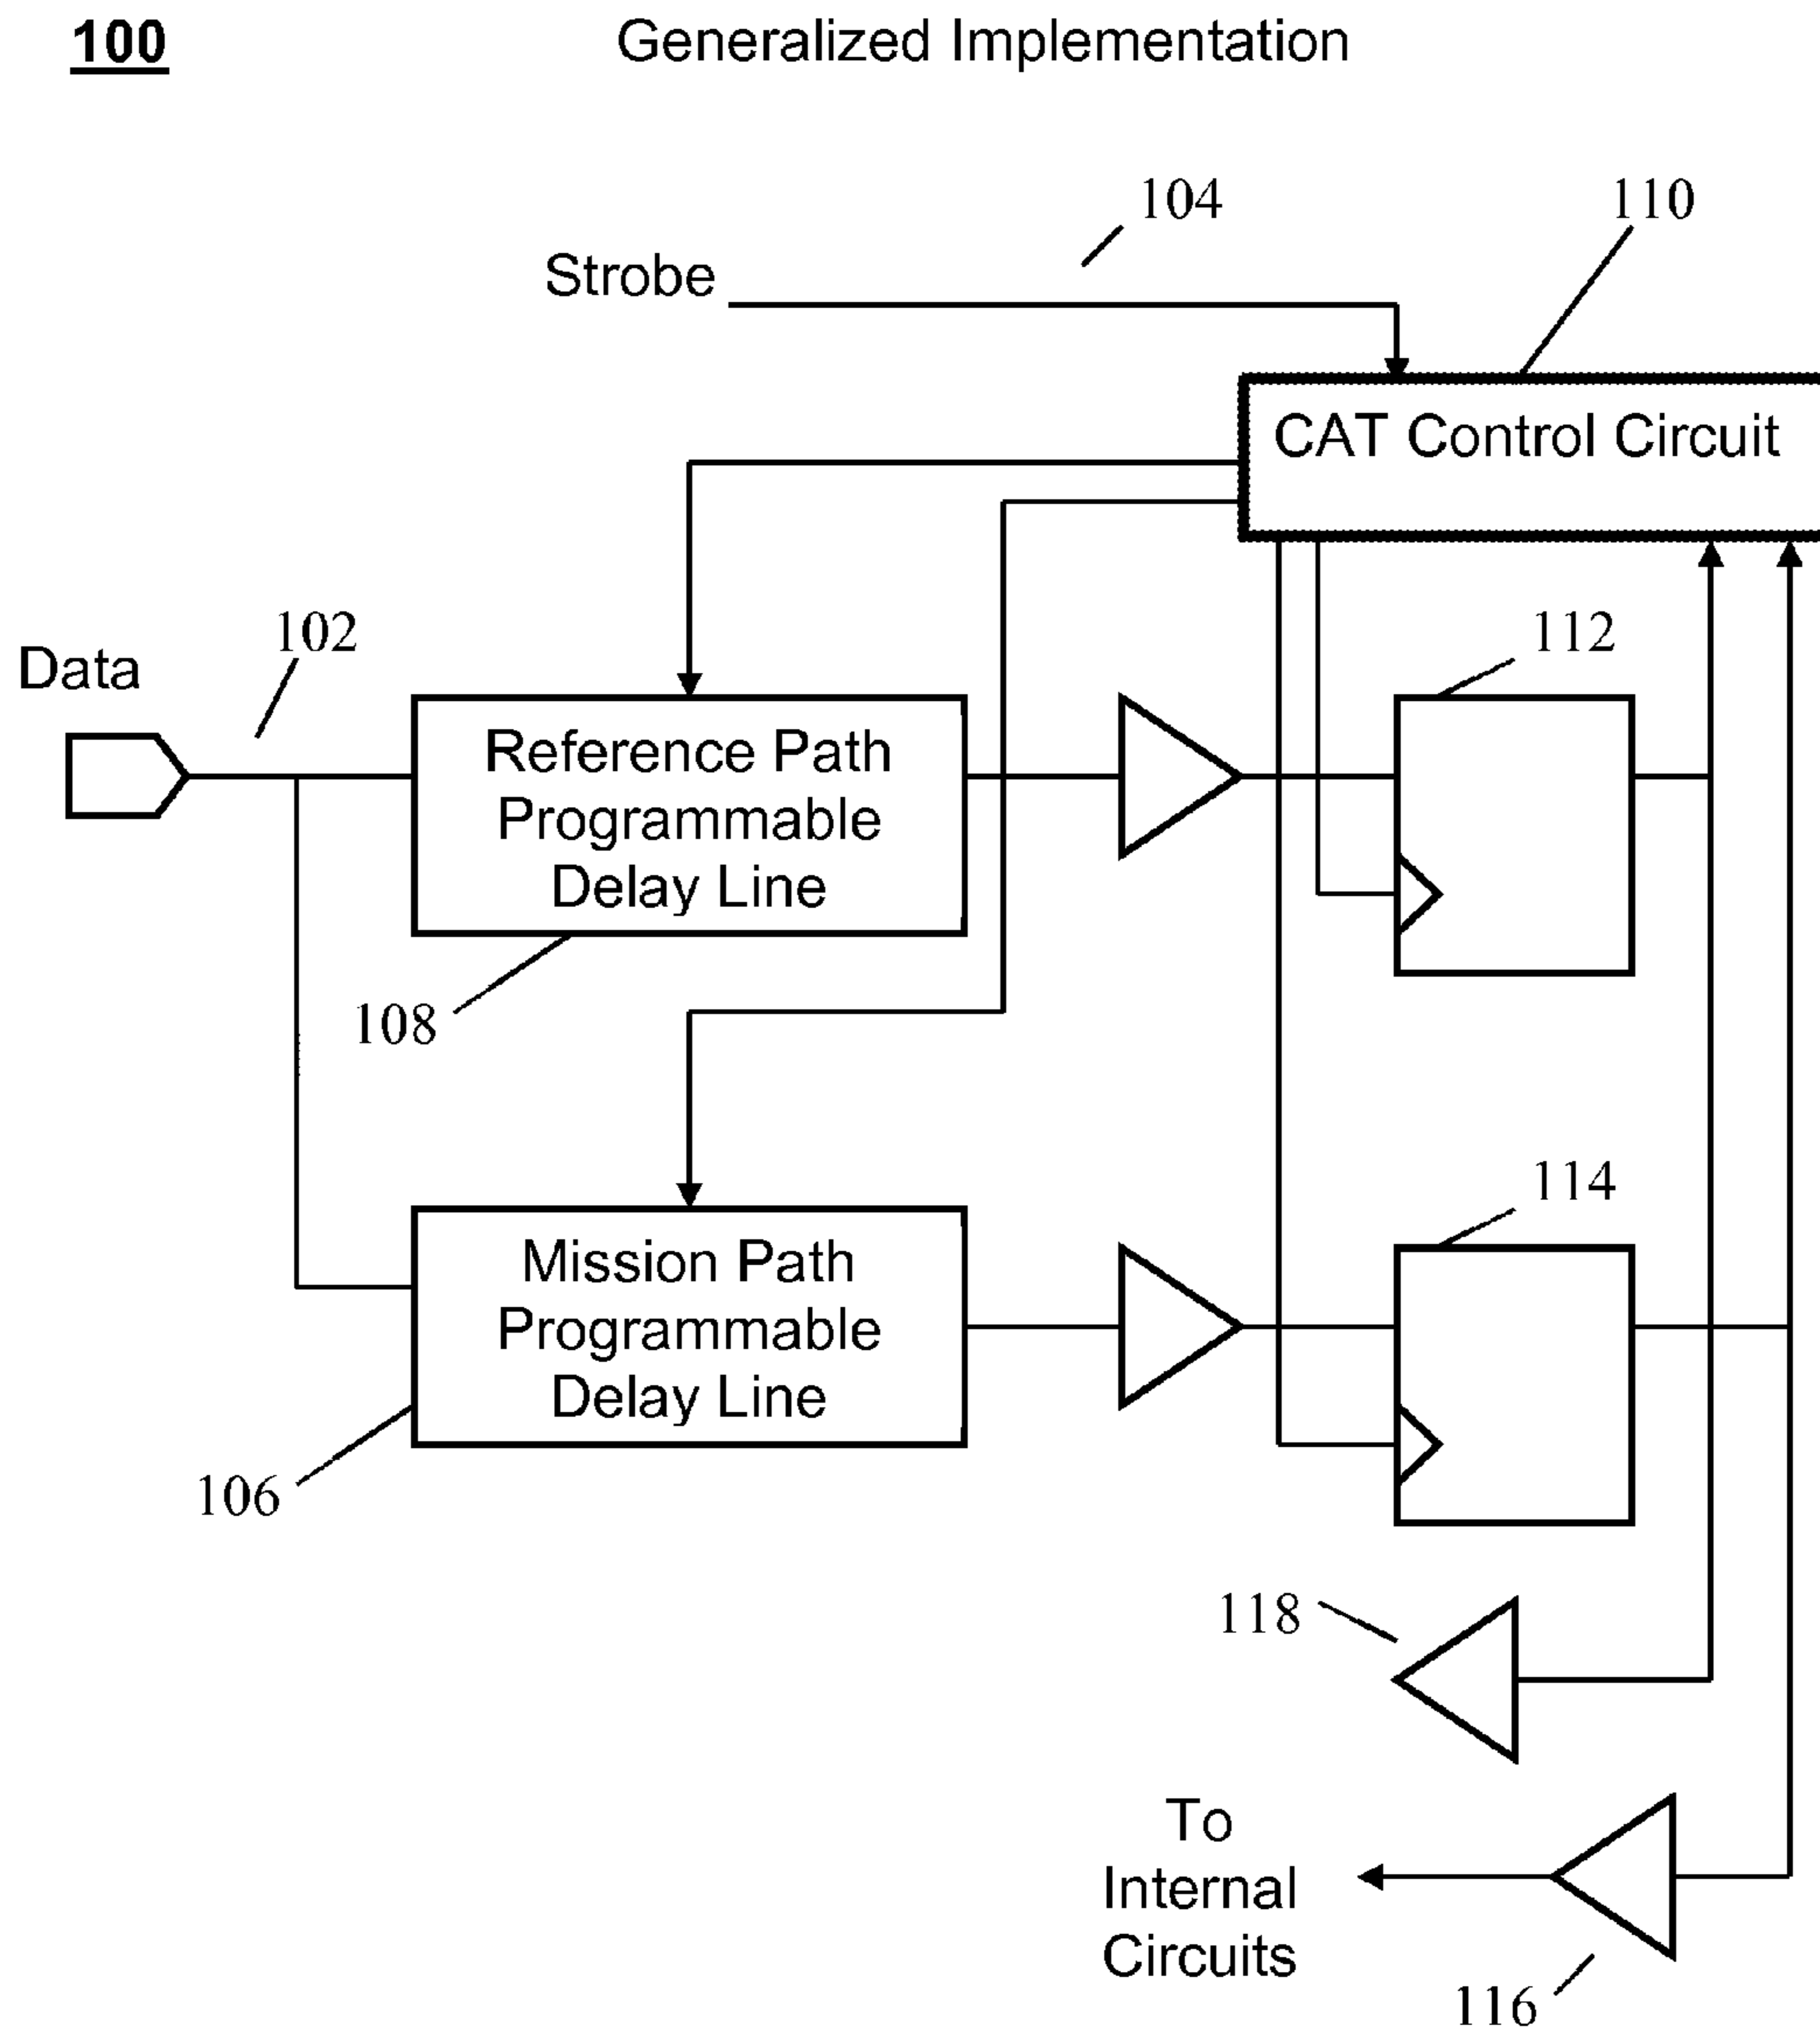 100
Generalized Implementation
104
110
Strobe
CAT Control Circuit
102
112
Data
Reference Path
Programmable
Delay Line
108
114
Mission Path
Programmable
Delay Line
106
118
To
Internal
Circuits
116